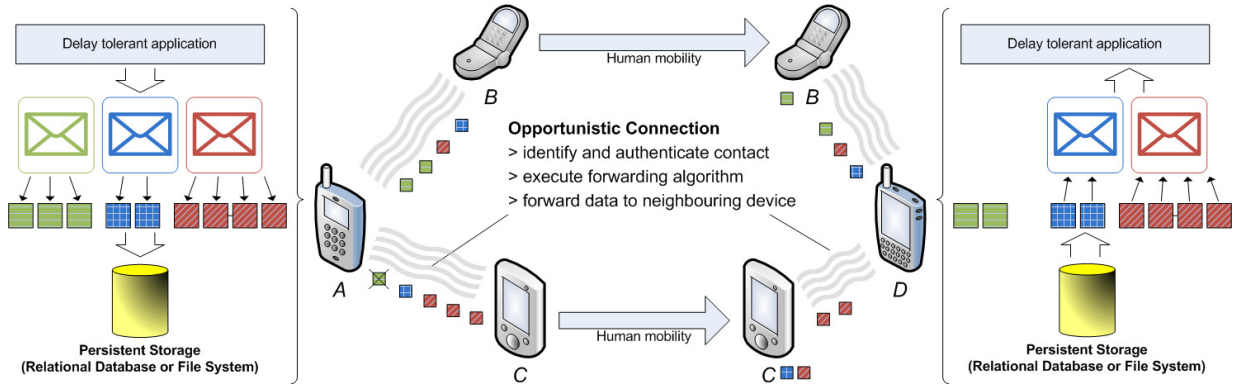 Delay tolerant application
Persistent Storage
(Relational Database or File System)
A
B
Human mobility
B
Opportunistic Connection
> identify and authenticate contact
> execute forwarding algorithm
> forward data to neighbouring device
C
Human mobility
C
D
Delay tolerant application
Persistent Storage
(Relational Database or File System)